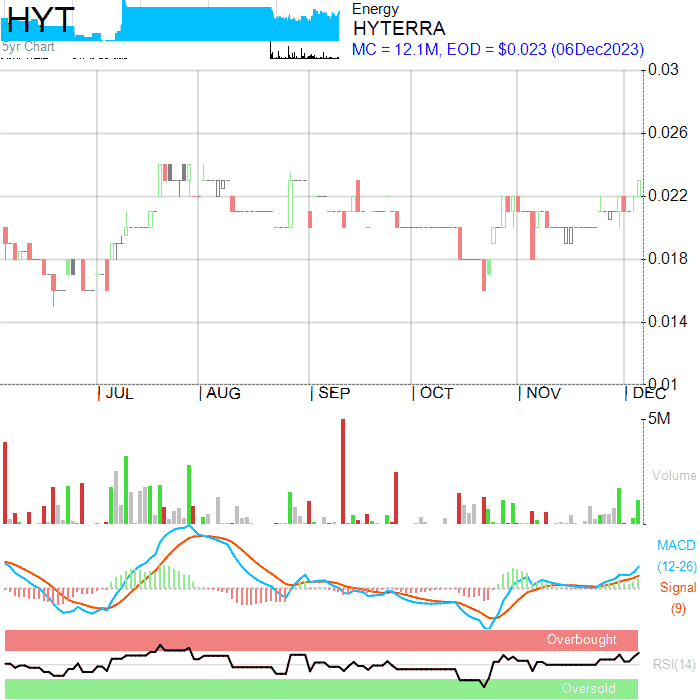 HYT
5yr Chart
Energy
HYTERRA
MC = 12.1M, EOD = $0.023 (06Dec2023)
0.03
0.026
0.022
0.018
0.014
0.01
JUL
AUG
SEP
OCT
NOV
DEC
5M
Volume
MACD
(12-26)
Signal
(9)
Overbought
RSI(14)
Oversold